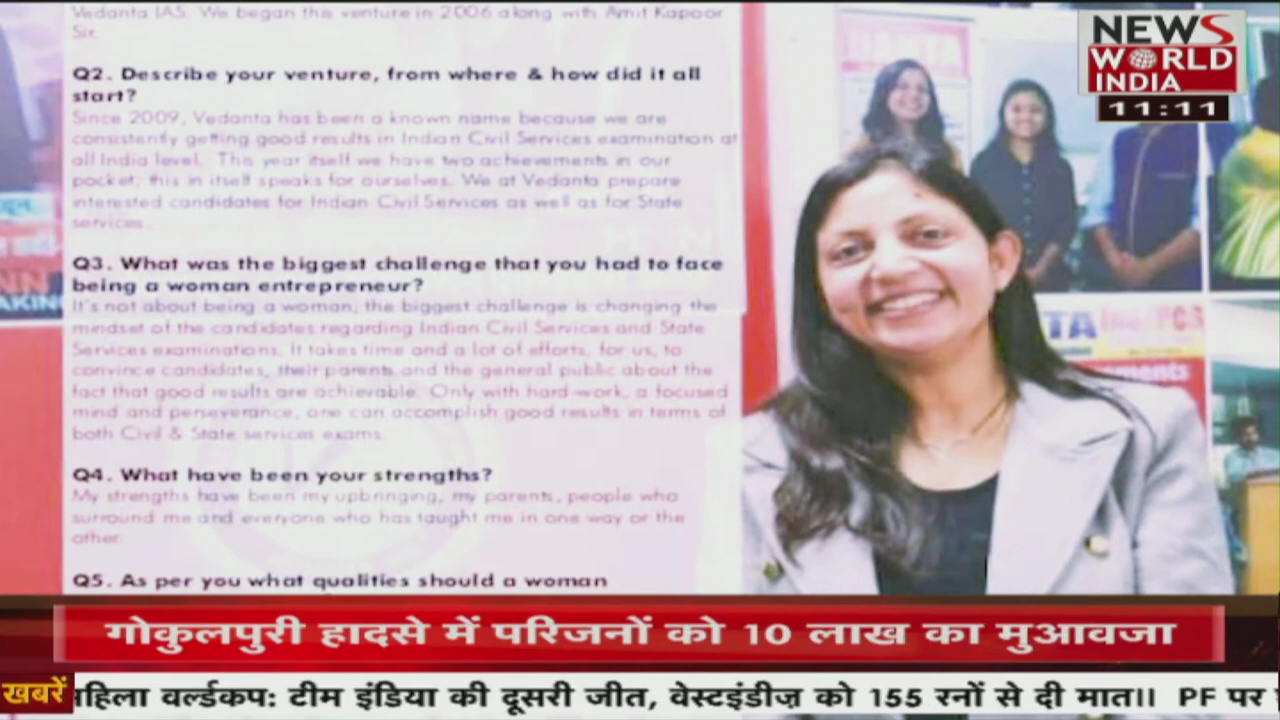 Vedanta IAS. We began this venture in 2006 along with Amit Kapoor
Sir.
Q2. Describe your venture, from where & how did it all
start?
Since 2009, Vedanta has been a because we are
consistently getting good results in Indian Civil Services examination at
all India level. This year itself we have two achievements in our
pocket; this in itself speaks for ourselves. We at Vedanta prepare
interested candidates for Indian Civil Services as well as for State
services.
Q3. What was the biggest challenge that you had to face
being a woman entrepreneur?
It's not about being a woman; the biggest challenge is changing the
mindset of the candidates regarding Indian Civil Services and State
Services examinations. It takes time and a lot of efforts, for us, to
convince candidates, their parents and the general public about the
fact that good results are achievable. Only with hard-work, a focused
mind and perseverance, one can accomplish good results in terms of
both Civil & State services exams.
Q4. What have been your strengths?
My strengths have been my upbringing, my parents, people who
surround me and everyone who has taught me in one way or the
other.
Q5. As per you what qualities should a woman
NEWS
WORLD
INDIA
11:11
गोकुलपुरी हादसे में परिजनों को 10 लाख का मुआवजा
खबरें
महिला वर्ल्डकप: टीम इंडिया की दूसरी जीत, वेस्टइंडीज़ को 155 रनों से दी मात।। PF पर